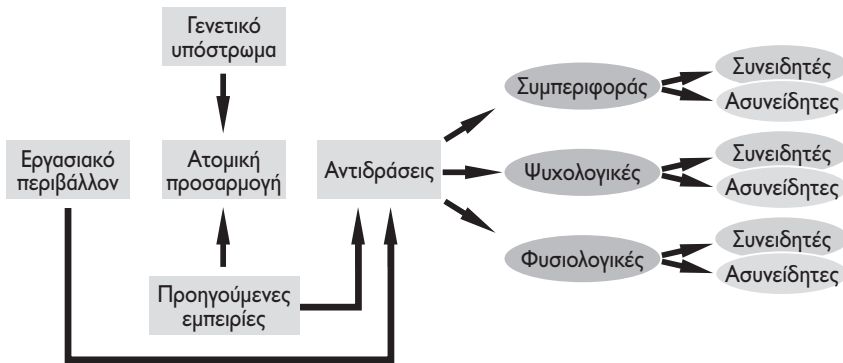 Γενετικό
υπόστρωμα
Εργασιακό
περιβάλλον
Ατομική
προσαρμογή
Προηγούμενες
εμπειρίες
Αντιδράσεις
Συμπεριφοράς
Συνειδητές
Ασυνείδητες
Ψυχολογικές
Συνειδητές
Ασυνείδητες
Φυσιολογικές
Συνειδητές
Ασυνείδητες